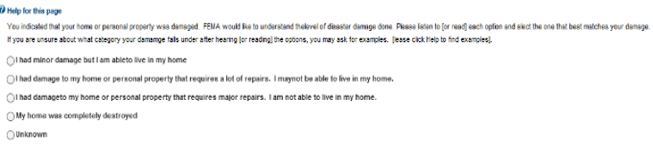 Help for this page
You indicated that your home or personal property was damaged. FEMA would like to understand thelevel of disaster damage done. Please listen to [or read] each option and slect the one that best matches your damage.
If you are unsure about what category your damamge falls under after hearing [or reading] the options, you may ask for examples. [lease click Help to find examples].
I had minor damage but I am ableto live in my home
I had damage to my home or personal property that requires a lot of repairs. I maynot be able to live in my home.
I had damageto my home or personal property that requires major repairs. I am not able to live in my home.
My home was completely destroyed
Unknown